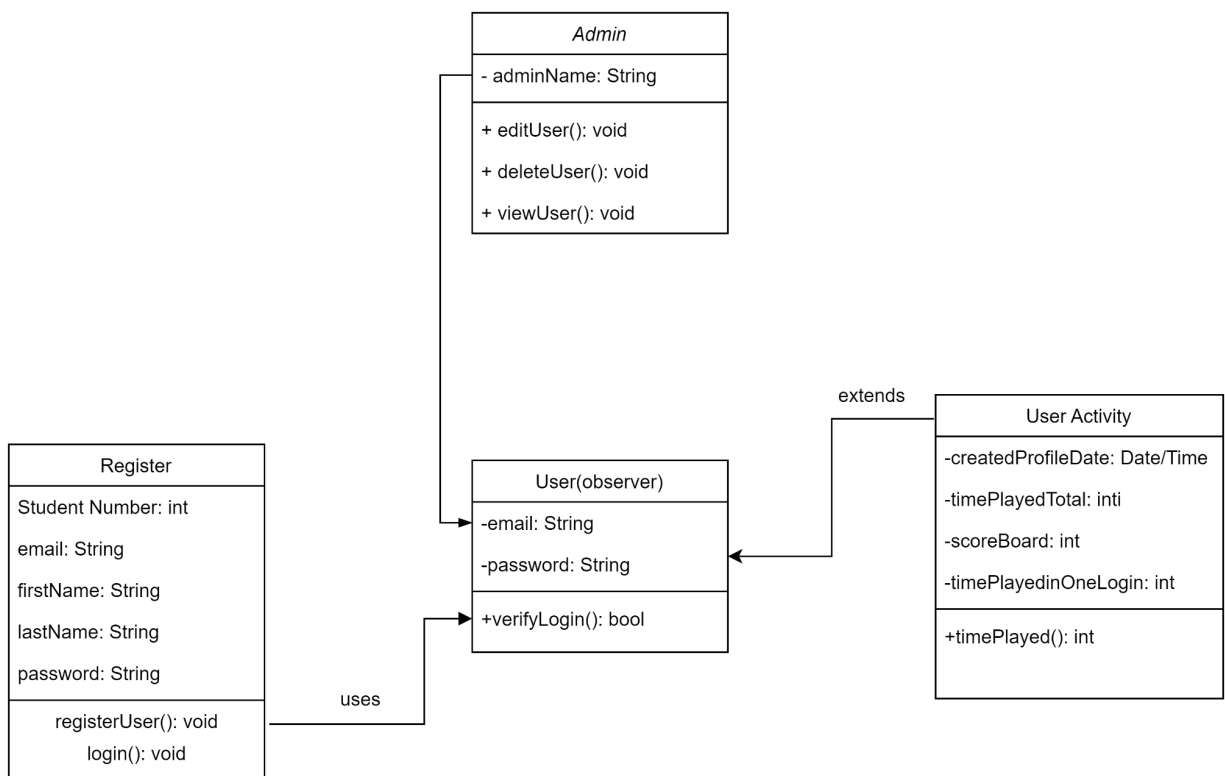 Admin
- adminName: String
+ editUser(): void
+ deleteUser(): void
+ viewUser(): void
extends
User Activity
-createdProfileDate: Date/Time
-timePlayedTotal: inti
-scoreBoard: int
-timePlayedinOneLogin: int
+timePlayed(): int
Register
Student Number: int
email: String
firstName: String
lastName: String
password: String
registerUser(): void
login(): void
uses
User(observer)
-email: String
-password: String
+verifyLogin(): bool